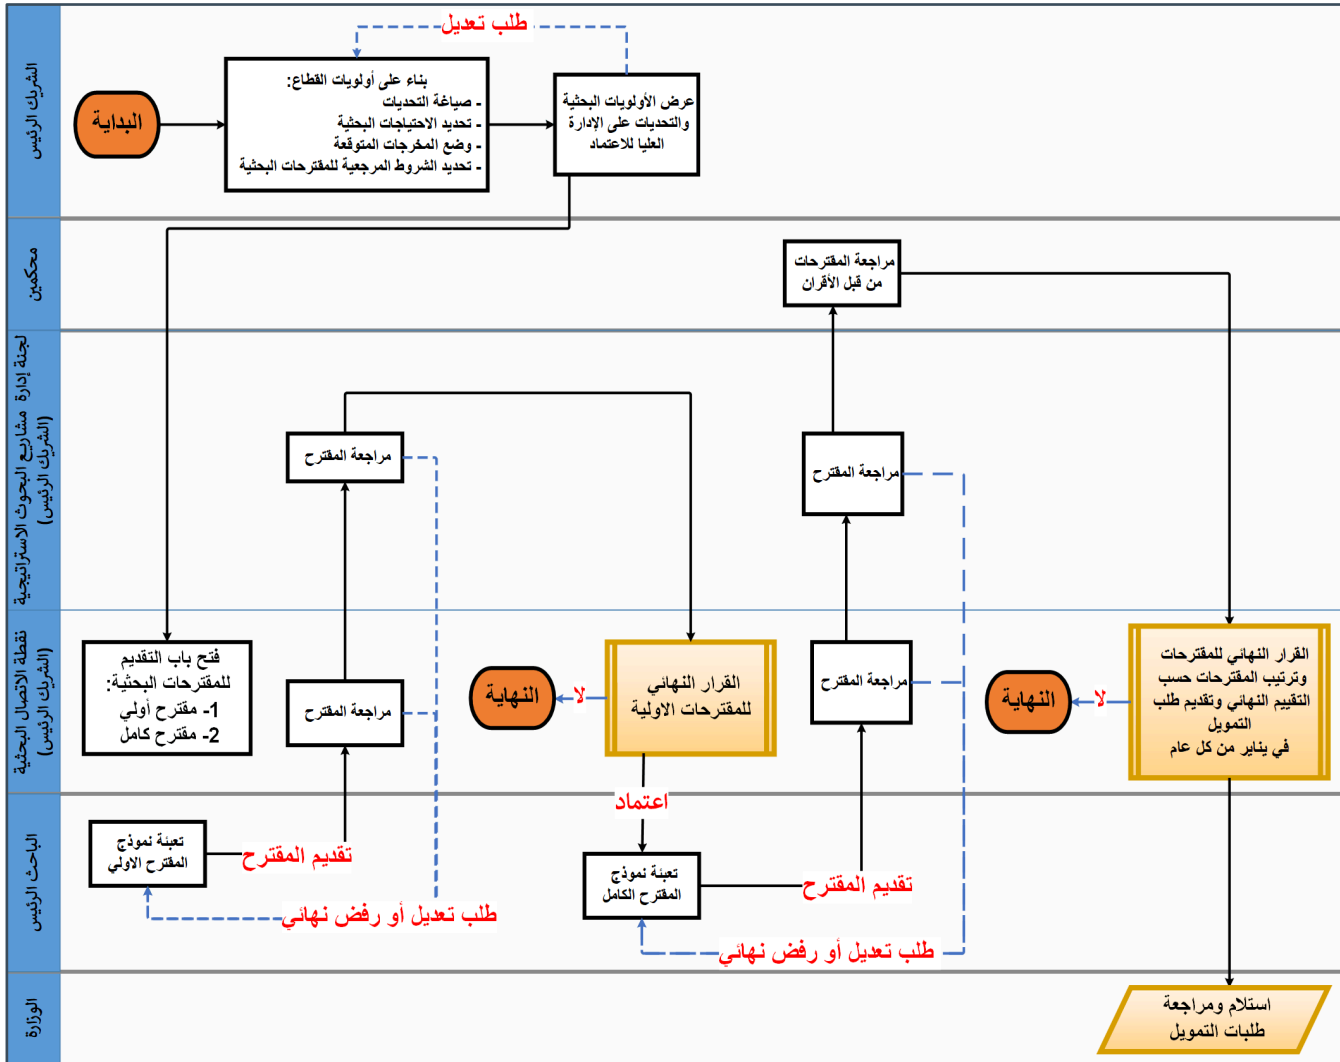 الشريك الرئيس
طلب تعديل
البداية
بناء على أولويات القطاع:
- صياغة التحديات
- تحديد الاحتياجات البحثية
- وضع المخرجات المتوقعة
- تحديد الشروط المرجعية للمقترحات البحثية
عرض الأولويات البحثية
والتحديات على الإدارة
العليا للاعتماد
محكمين
مراجعة المقترحات
من قبل الأقران
لجنة إدارة مشاريع البحوث الاستراتيجية
(الشريك الرئيس)
مراجعة المقترح
مراجعة المقترح
نقطة الاتصال البحثية
(الشريك الرئيس)
فتح باب التقديم
للمقترحات البحثية:
1- مقترح أولي
2- مقترح كامل
مراجعة المقترح
النهاية
لا
القرار النهائي
للمقترحات الاولية
مراجعة المقترح
النهاية
لا
القرار النهائي للمقترحات
وترتيب المقترحات حسب
التقييم النهائي وتقديم طلب
التمويل
في يناير من كل عام
الباحث الرئيس
تعبئة نموذج
المقترح الاولي
تقديم المقترح
طلب تعديل أو رفض نهائي
اعتماد
تعبئة نموذج
المقترح الكامل
تقديم المقترح
طلب تعديل أو رفض نهائي
الوزارة
استلام ومراجعة
طلبات التمويل